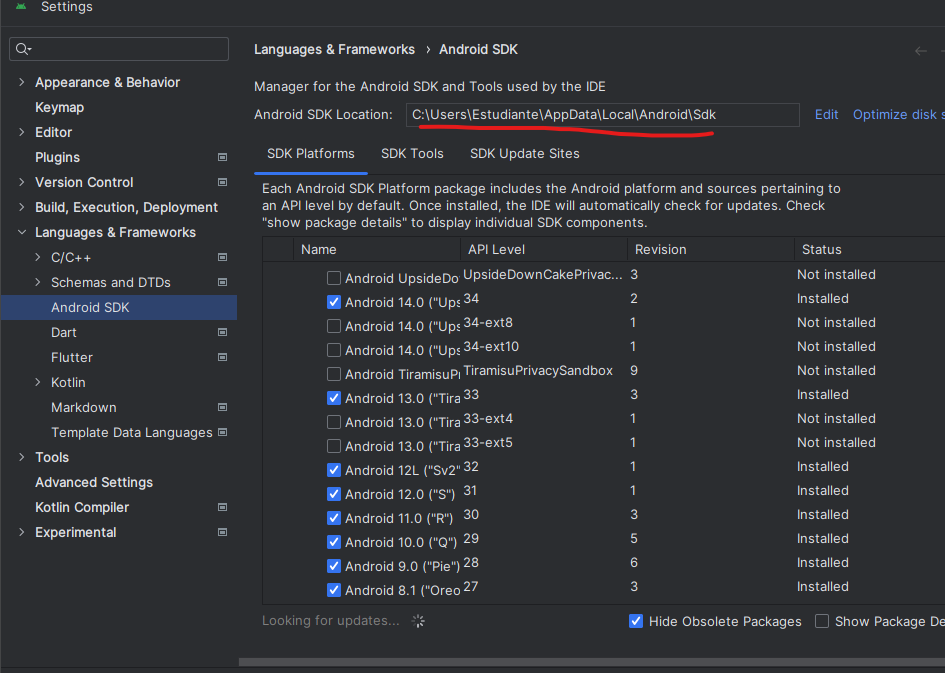 Settings
Languages & Frameworks › Android SDK
Manager for the Android SDK and Tools used by the IDE
Android SDK Location: C:\Users\Estudiante\AppData\Local\Android\Sdk Edit Optimize disk s
SDK Platforms SDK Tools SDK Update Sites
Each Android SDK Platform package includes the Android platform and sources pertaining to
an API level by default. Once installed, the IDE will automatically check for updates. Check
"show package details" to display individual SDK components.
Name API Level Revision Status
Android UpsideDo UpsideDownCakePrivac... 3 Not installed
Android 14.0 ("Ups 34 2 Installed
Android 14.0 ("Ups 34-ext8 1 Not installed
Android 14.0 ("Ups 34-ext10 1 Not installed
Android TiramisuPr TiramisuPrivacySandbox 9 Not installed
Android 13.0 ("Tira 33 3 Installed
Android 13.0 ("Tira 33-ext4 1 Not installed
Android 13.0 ("Tira 33-ext5 1 Not installed
Android 12L ("Sv2" 32 1 Installed
Android 12.0 ("S") 31 1 Installed
Android 11.0 ("R") 30 3 Installed
Android 10.0 ("Q") 29 5 Installed
Android 9.0 ("Pie") 28 6 Installed
Android 8.1 ("Oreo 27 3 Installed
Looking for updates... Hide Obsolete Packages Show Package De
Appearance & Behavior
Keymap
Editor
Plugins
Version Control
Build, Execution, Deployment
Languages & Frameworks
C/C++
Schemas and DTDs
Android SDK
Dart
Flutter
Kotlin
Markdown
Template Data Languages
Tools
Advanced Settings
Kotlin Compiler
Experimental